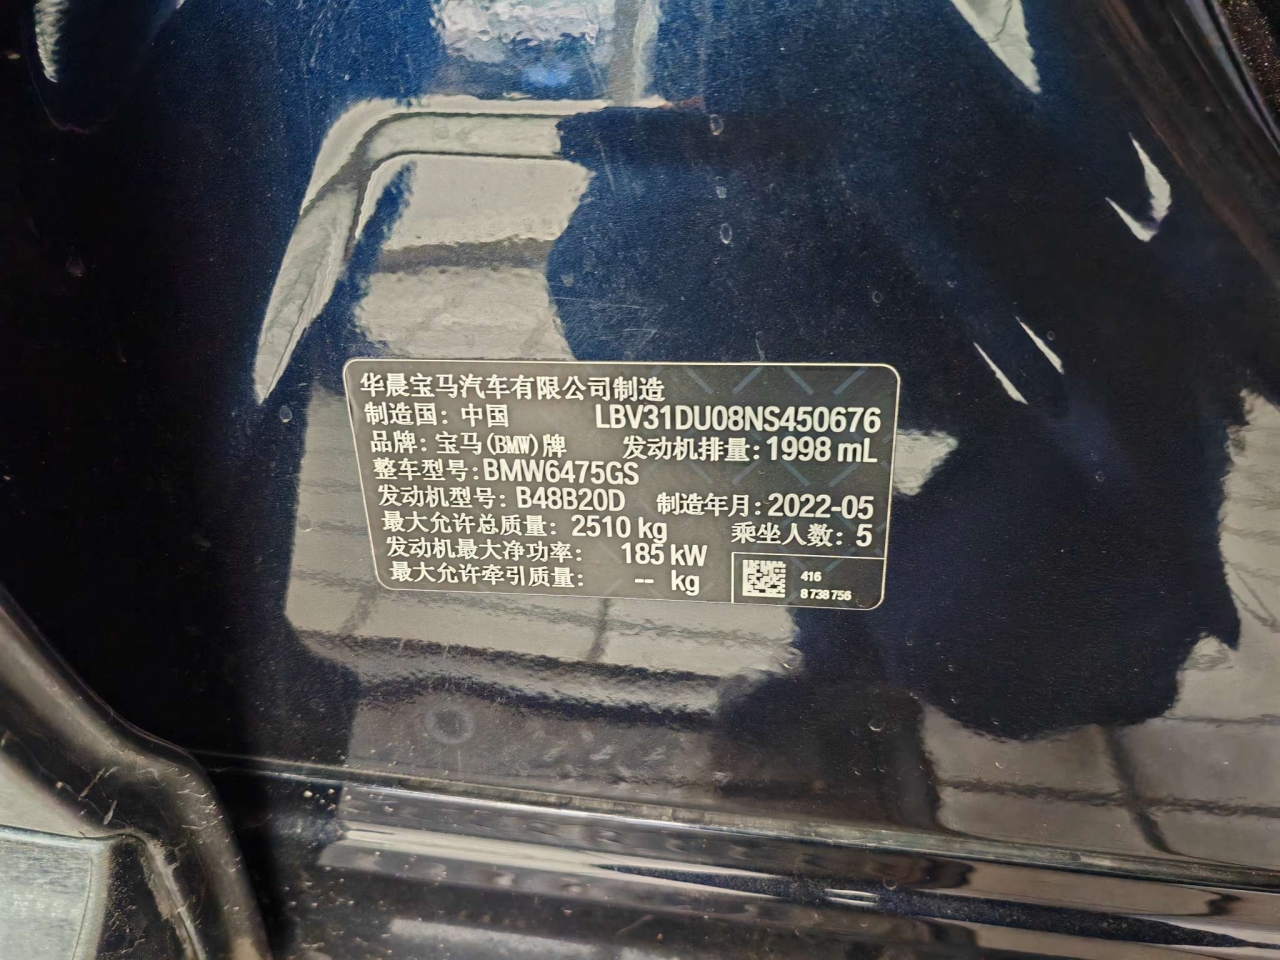 华晨宝马汽车有限公司制造
制造国: 中国 LBV31DU08NS450676
品牌: 宝马(BMW)牌 发动机排量: 1998 mL
整车型号: BMW6475GS
发动机型号: B48B20D 制造年月: 2022-05
最大允许总质量: 2510 kg 乘坐人数: 5
发动机最大净功率: 185 kW
最大允许牵引质量: -- kg
416
8 738 756